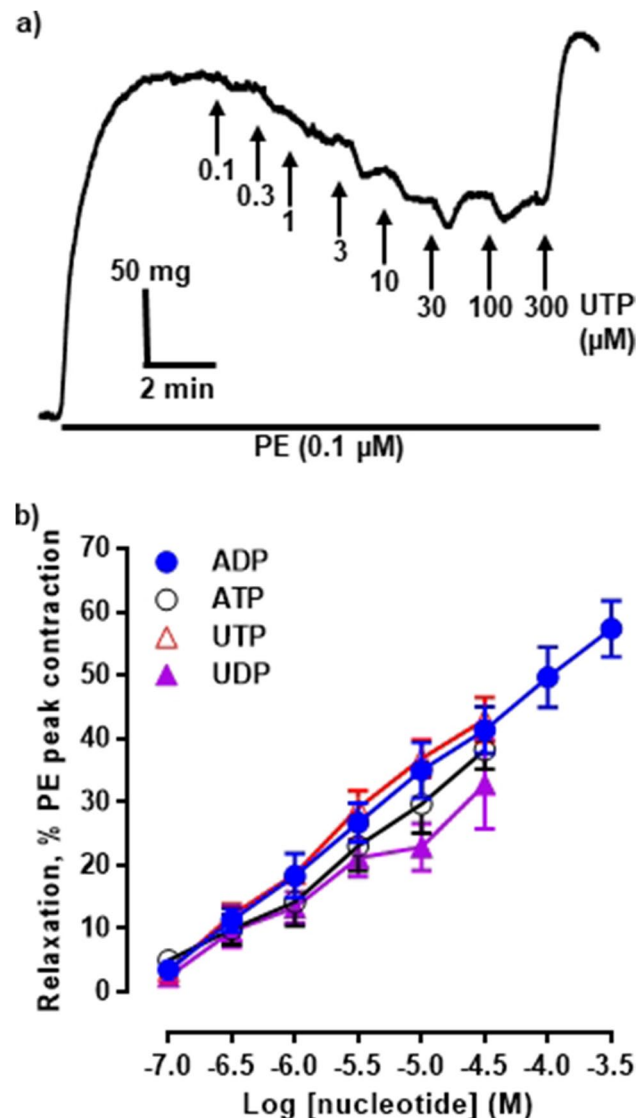 a)
0.1
0.3
1
3
10
30
100
300
UTP
(µM)
50 mg
2 min
PE (0.1 µM)
b)
Relaxation, % PE peak contraction
70
60
50
40
30
20
10
0
ADP
ATP
UTP
UDP
-7.0 -6.5 -6.0 -5.5 -5.0 -4.5 -4.0 -3.5
Log [nucleotide] (M)